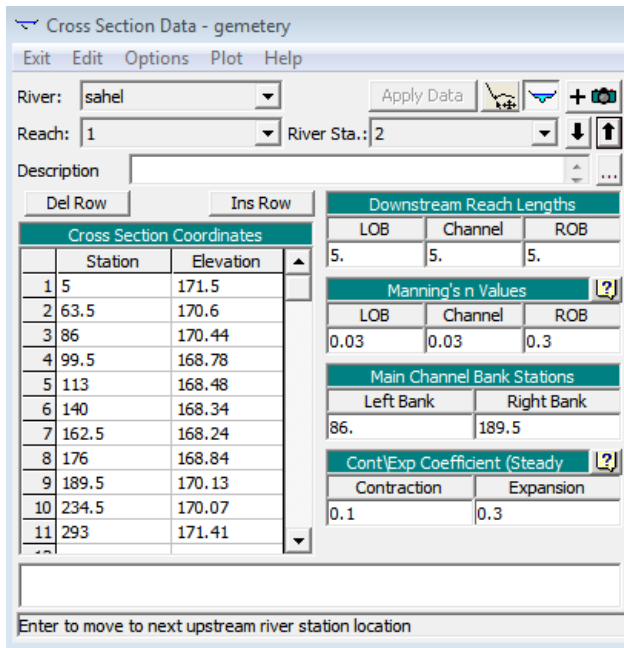 Cross Section Data - gemetery
Exit Edit Options Plot Help
River: sahel Apply Data
Reach: 1 River Sta.: 2
Description ...
Del Row Ins Row
Cross Section Coordinates
Station Elevation
1 5 171.5
2 63.5 170.6
3 86 170.44
4 99.5 168.78
5 113 168.48
6 140 168.34
7 162.5 168.24
8 176 168.84
9 189.5 170.13
10 234.5 170.07
11 293 171.41
Downstream Reach Lengths
LOB Channel ROB
5. 5. 5.
Manning's n Values ?
LOB Channel ROB
0.03 0.03 0.3
Main Channel Bank Stations
Left Bank Right Bank
86. 189.5
Cont\Exp Coefficient (Steady ?
Contraction Expansion
0.1 0.3
Enter to move to next upstream river station location